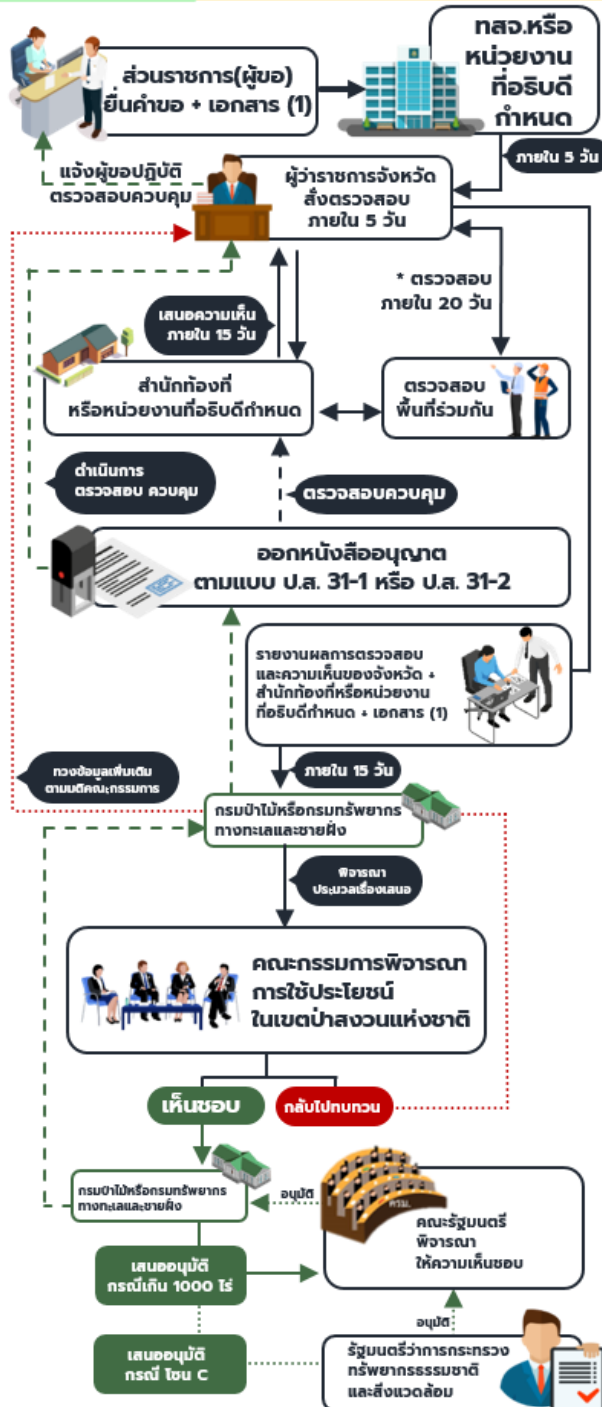 ส่วนราชการ(ผู้ขอ)
ยื่นคำขอ + เอกสาร (1)
ทสจ.หรือ
หน่วยงาน
ที่อธิบดี
กำหนด
ภายใน 5 วัน
แจ้งผู้ขอปฏิบัติ
ตรวจสอบควบคุม
ผู้ว่าราชการจังหวัด
สั่งตรวจสอบ
ภายใน 5 วัน
* ตรวจสอบ
ภายใน 20 วัน
เสนอความเห็น
ภายใน 15 วัน
สำนักท้องที่
หรือหน่วยงานที่อธิบดีกำหนด
ตรวจสอบ
พื้นที่ร่วมกัน
ดำเนินการ
ตรวจสอบ ควบคุม
ตรวจสอบควบคุม
ออกหนังสืออนุญาต
ตามแบบ ป.ส. 31-1 หรือ ป.ส. 31-2
รายงานผลการตรวจสอบ
และความเห็นของจังหวัด +
สำนักท้องที่หรือหน่วยงาน
ที่อธิบดีกำหนด + เอกสาร (1)
ภายใน 15 วัน
ทวงข้อมูลเพิ่มเติม
ตามมติคณะกรรมการ
กรมป่าไม้หรือกรมทรัพยากร
ทางทะเลและชายฝั่ง
พิจารณา
ประมวลเรื่องเสนอ
คณะกรรมการพิจารณา
การใช้ประโยชน์
ในเขตป่าสงวนแห่งชาติ
เห็นชอบ
กลับไปทบทวน
กรมป่าไม้หรือกรมทรัพยากร
ทางทะเลและชายฝั่ง
อนุมัติ
ครม.
คณะรัฐมนตรี
พิจารณา
ให้ความเห็นชอบ
เสนออนุมัติ
กรณีเกิน 1000 ไร่
อนุมัติ
เสนออนุมัติ
กรณี โซน C
รัฐมนตรีว่าการกระทรวง
ทรัพยากรธรรมชาติ
และสิ่งแวดล้อม